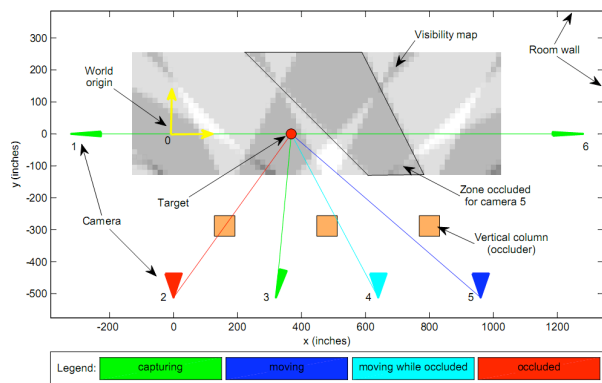 300
200
100
0
-100
-200
-300
-400
-500
y (inches)
World
origin
Visibility map
Room wall
0
1
6
Target
Zone occluded
for camera 5
Camera
Vertical column
(occluder)
2
3
4
5
-200
0
200
400
600
800
1000
1200
x (inches)
Legend:
capturing
moving
moving while occluded
occluded